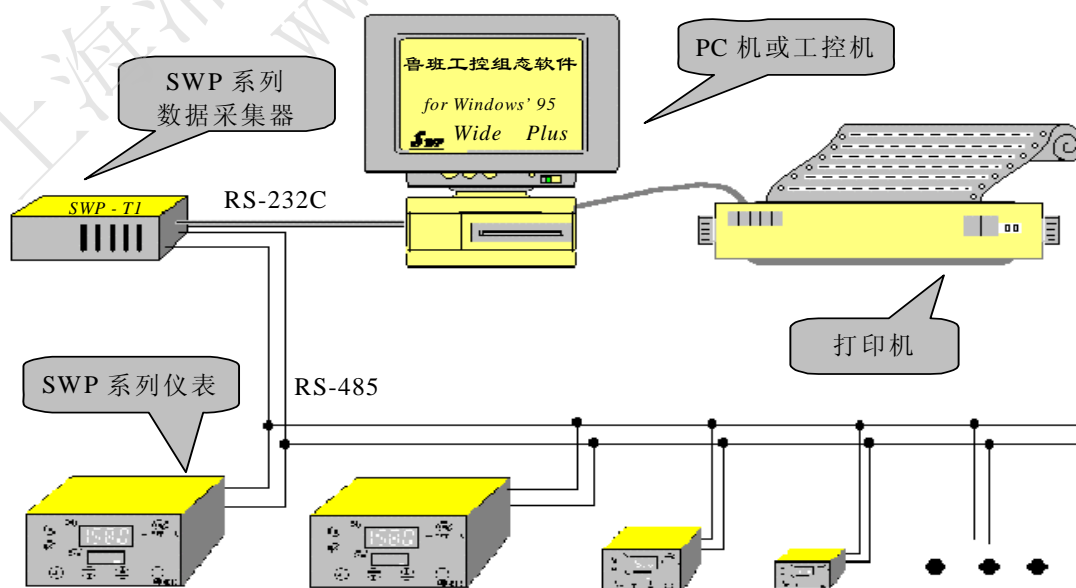 PC 机或工控机
SWP 系列
数据采集器
鲁班工控组态软件
for Windows’ 95
SWP Wide Plus
RS-232C
SWP - T1
打印机
SWP 系列仪表
RS-485